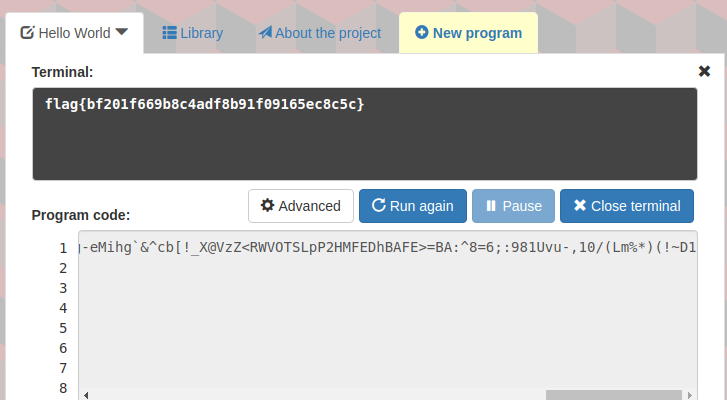 Hello World Library About the project New program
Terminal:
flag{bf201f669b8c4adf8b91f09165ec8c5c}
Advanced Run again Pause Close terminal
Program code:
1 g-eMihg`&^cb[!_X@VzZ<RWVOTSLpP2HMFEDhBAFE>=BA:^8=6;:981Uvu-,10/(Lm%*)(!~D1
2
3
4
5
6
7
8